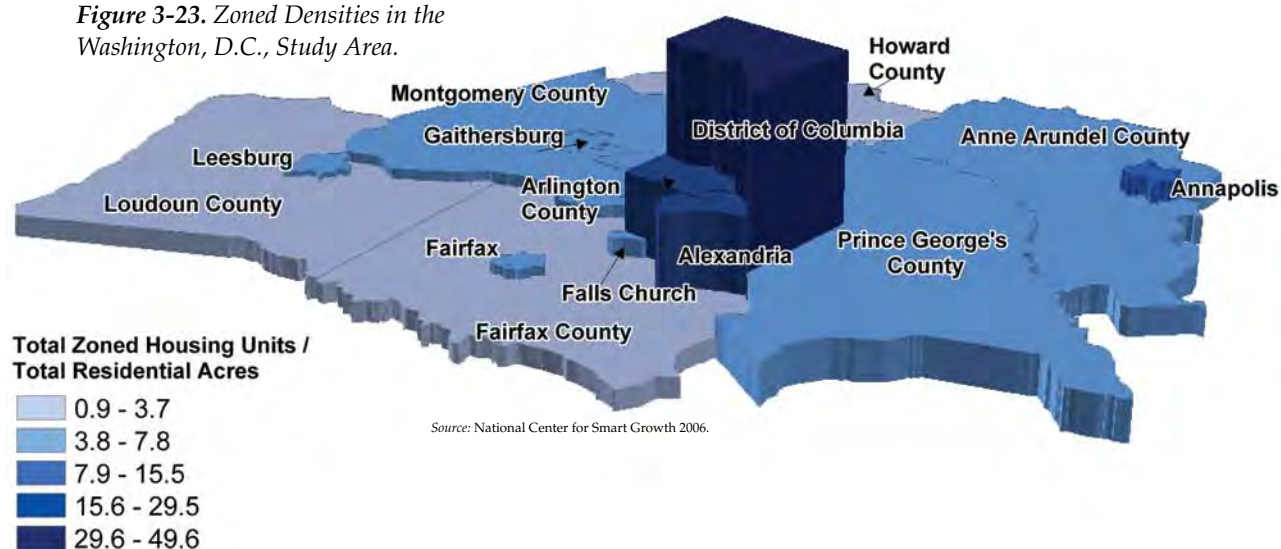 Figure 3-23. Zoned Densities in the
Washington, D.C., Study Area.
Howard
County
Montgomery County
Gaithersburg
District of Columbia
Anne Arundel County
Leesburg
Annapolis
Loudoun County
Arlington
County
Fairfax
Alexandria
Prince George's
County
Falls Church
Fairfax County
Total Zoned Housing Units /
Total Residential Acres
0.9 - 3.7
3.8 - 7.8
7.9 - 15.5
15.6 - 29.5
29.6 - 49.6
Source: National Center for Smart Growth 2006.